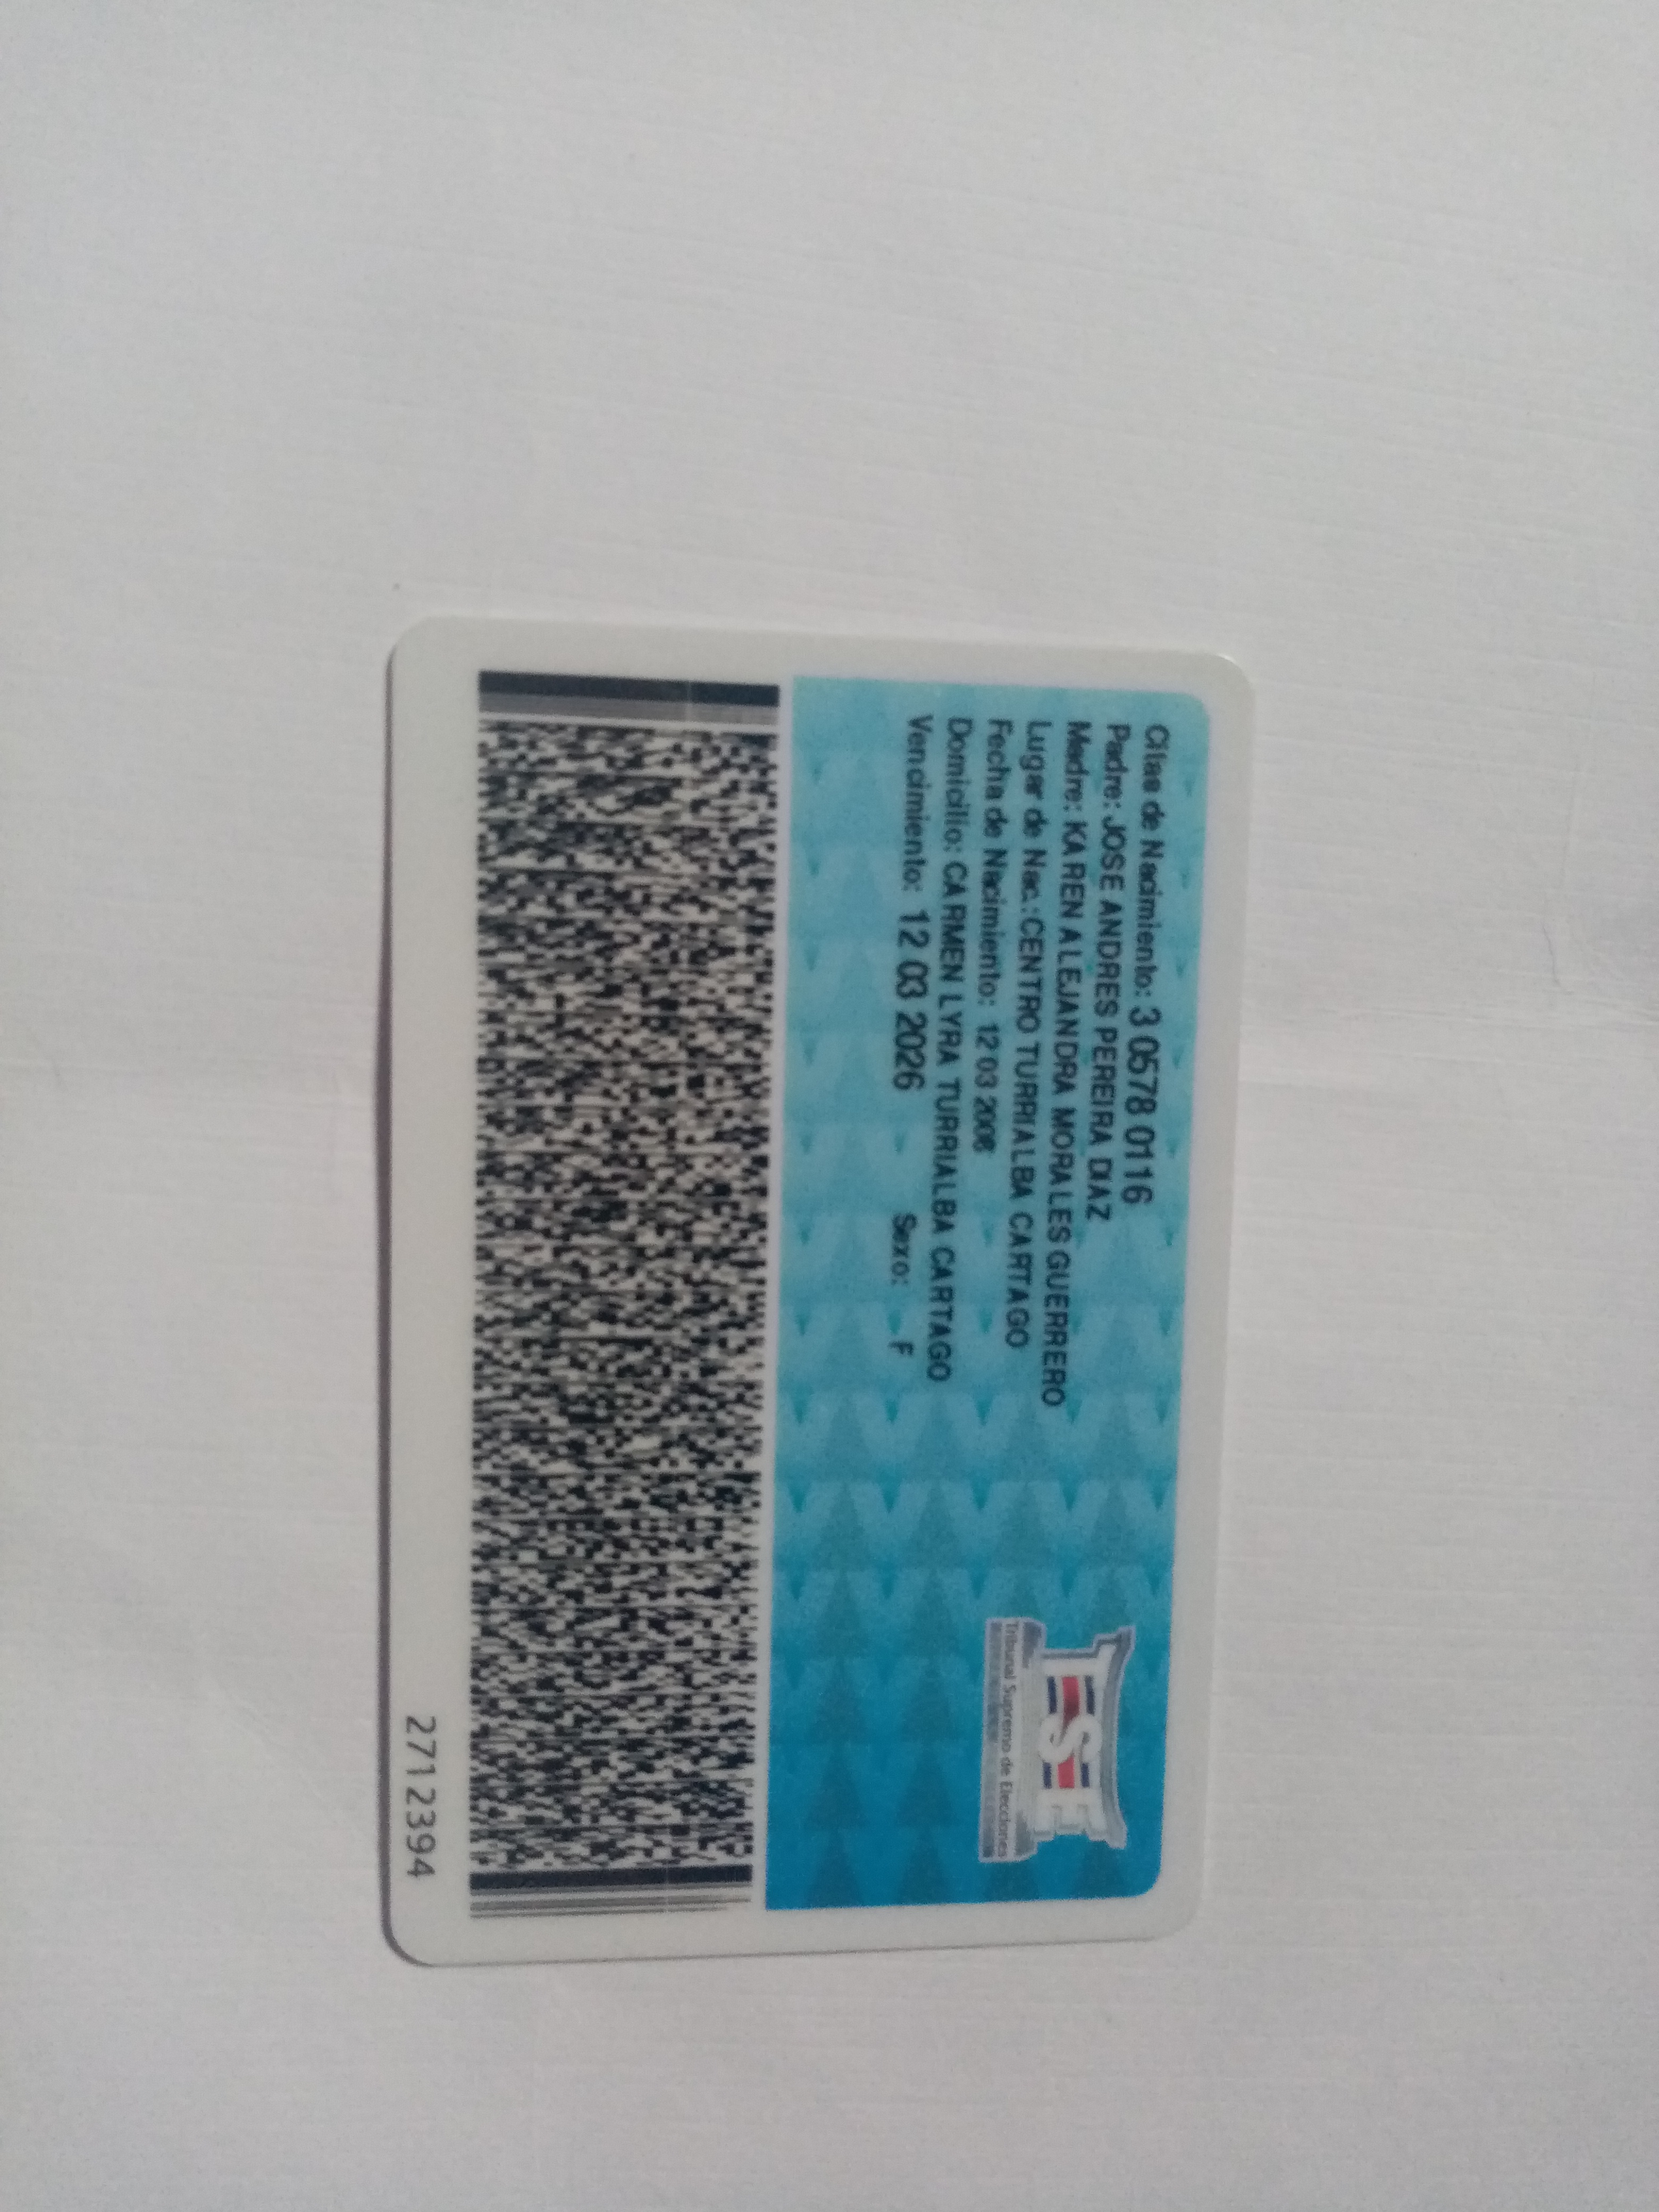 Citas de Nacimiento: 3 0578 0116
Padre: JOSE ANDRES PEREIRA DIAZ
Madre: KAREN ALEJANDRA MORALES GUERRERO
Lugar de Nac.: CENTRO TURRIALBA CARTAGO
Fecha de Nacimiento: 12 03 2008
Domicilio: CARMEN LYRA TURRIALBA CARTAGO
Vencimiento: 12 03 2026 Sexo: F
TSE
Tribunal Supremo de Elecciones
2712394